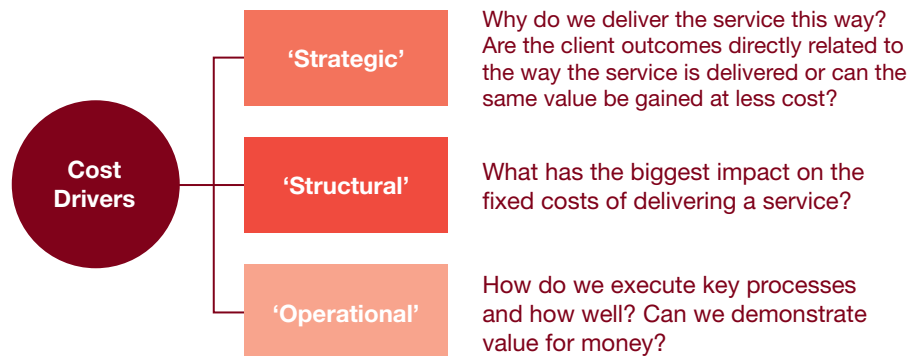 Cost
Drivers
‘Strategic’
Why do we deliver the service this way?
Are the client outcomes directly related to
the way the service is delivered or can the
same value be gained at less cost?
‘Structural’
What has the biggest impact on the
fixed costs of delivering a service?
‘Operational’
How do we execute key processes
and how well? Can we demonstrate
value for money?